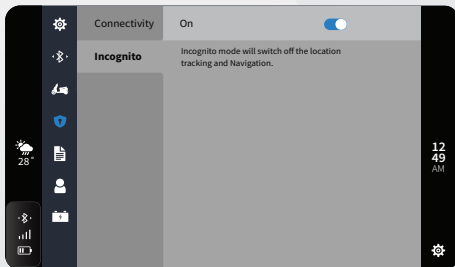 Connectivity
On
Incognito
Incognito mode will switch off the location
tracking and Navigation.
28°
12
49
AM